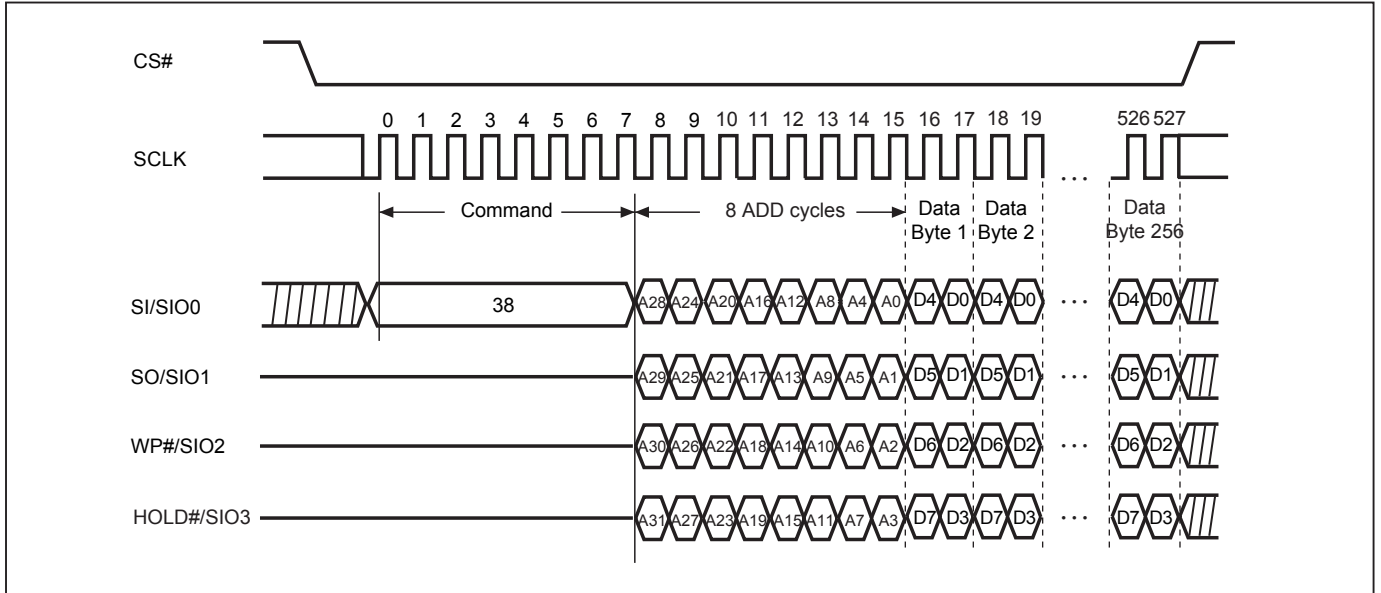 CS#
0 1 2 3 4 5 6 7 8 9 10 11 12 13 14 15 16 17 18 19 526 527
SCLK
...
Command 8 ADD cycles Data Data Data
Byte 1 Byte 2 Byte 256
SI/SIO0 38 A28 A24 A20 A16 A12 A8 A4 A0 D4 D0 D4 D0 ... D4 D0
SO/SIO1 A29 A25 A21 A17 A13 A9 A5 A1 D5 D1 D5 D1 ... D5 D1
WP#/SIO2 A30 A26 A22 A18 A14 A10 A6 A2 D6 D2 D6 D2 ... D6 D2
HOLD#/SIO3 A31 A27 A23 A19 A15 A11 A7 A3 D7 D3 D7 D3 ... D7 D3